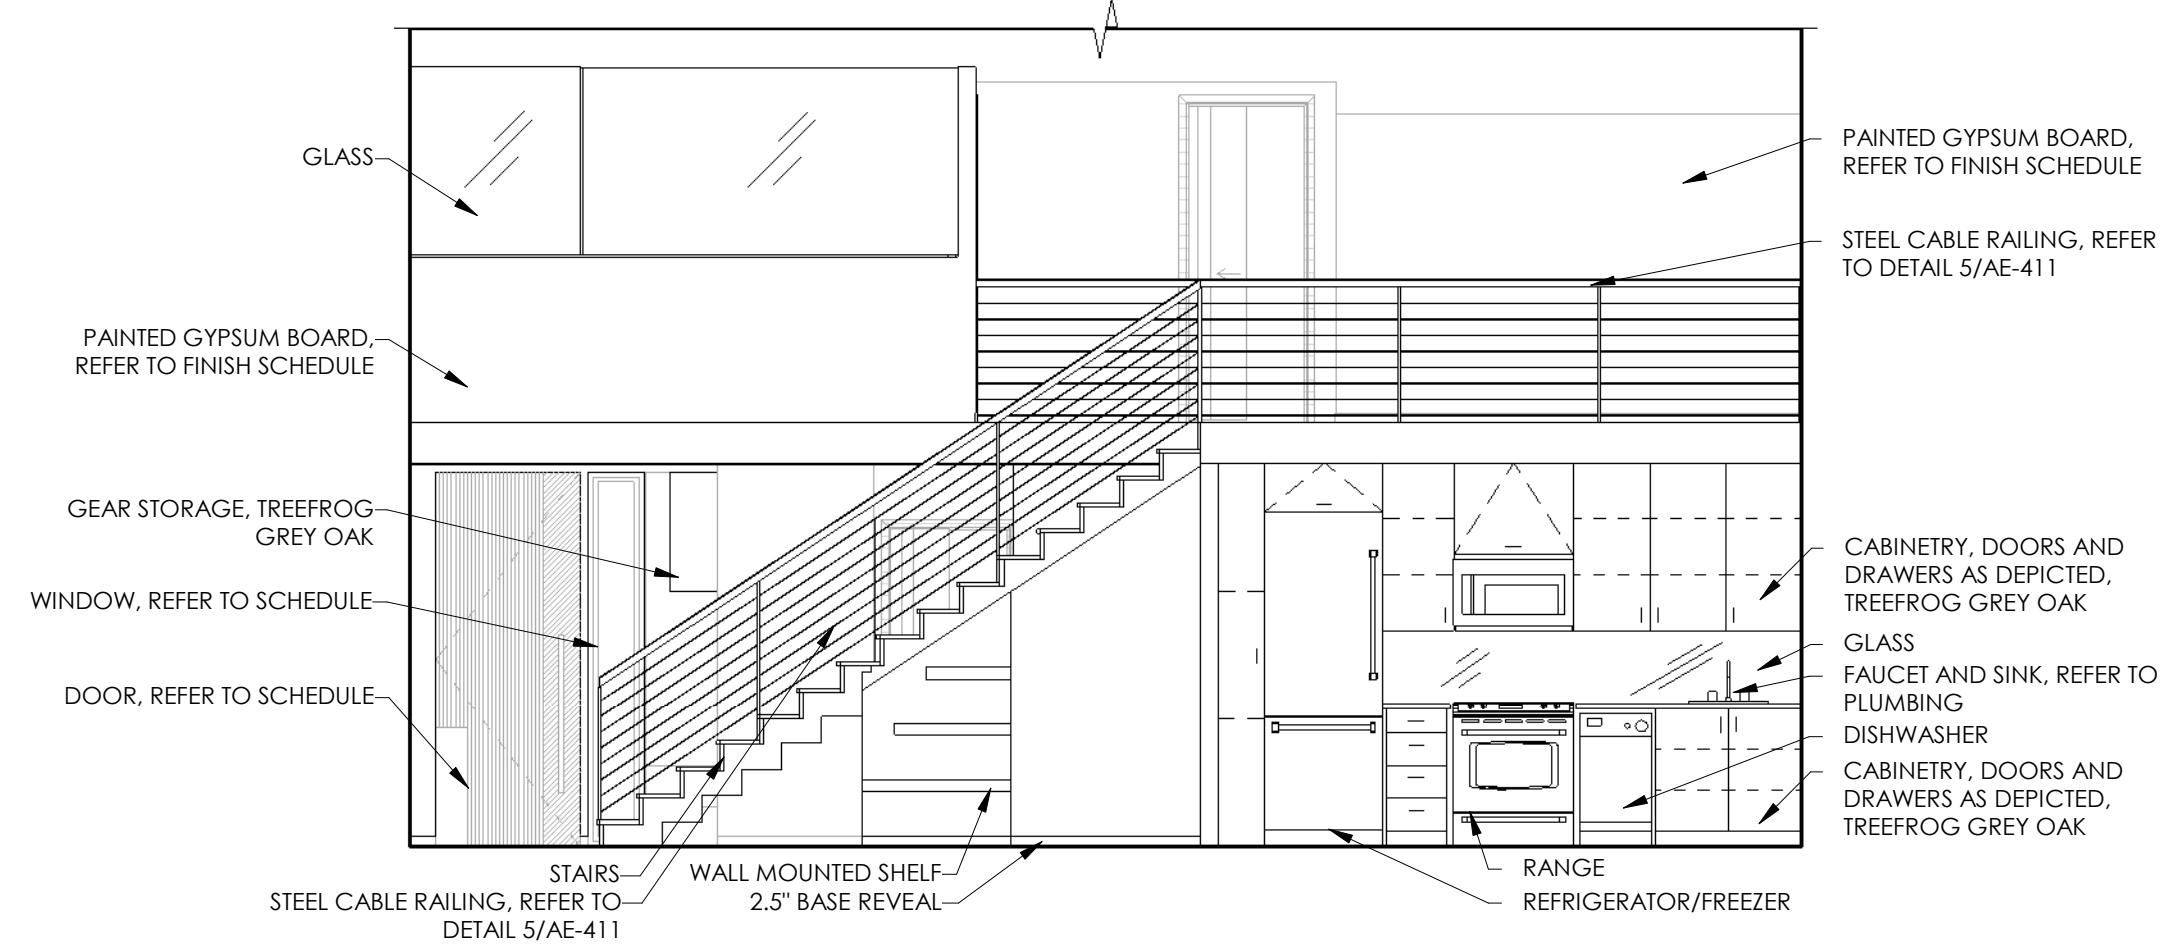 GLASS
PAINTED GYPSUM BOARD,
REFER TO FINISH SCHEDULE
GEAR STORAGE, TREEFROG
GREY OAK
WINDOW, REFER TO SCHEDULE
DOOR, REFER TO SCHEDULE
STAIRS
STEEL CABLE RAILING, REFER TO
DETAIL 5/AE-411
WALL MOUNTED SHELF
2.5" BASE REVEAL
PAINTED GYPSUM BOARD,
REFER TO FINISH SCHEDULE
STEEL CABLE RAILING, REFER
TO DETAIL 5/AE-411
CABINETRY, DOORS AND
DRAWERS AS DEPICTED,
TREEFROG GREY OAK
GLASS
FAUCET AND SINK, REFER TO
PLUMBING
DISHWASHER
CABINETRY, DOORS AND
DRAWERS AS DEPICTED,
TREEFROG GREY OAK
RANGE
REFRIGERATOR/FREEZER